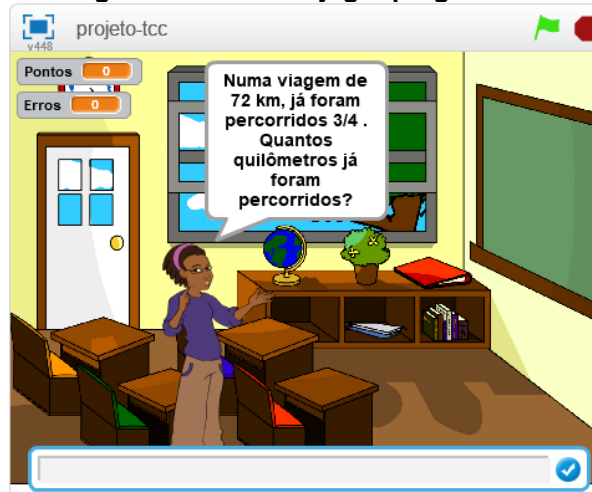 projeto-tcc
v448
Pontos 0
Erros 0
Numa viagem de
72 km, já foram
percorridos 3/4 .
Quantos
quilômetros já
foram
percorridos?